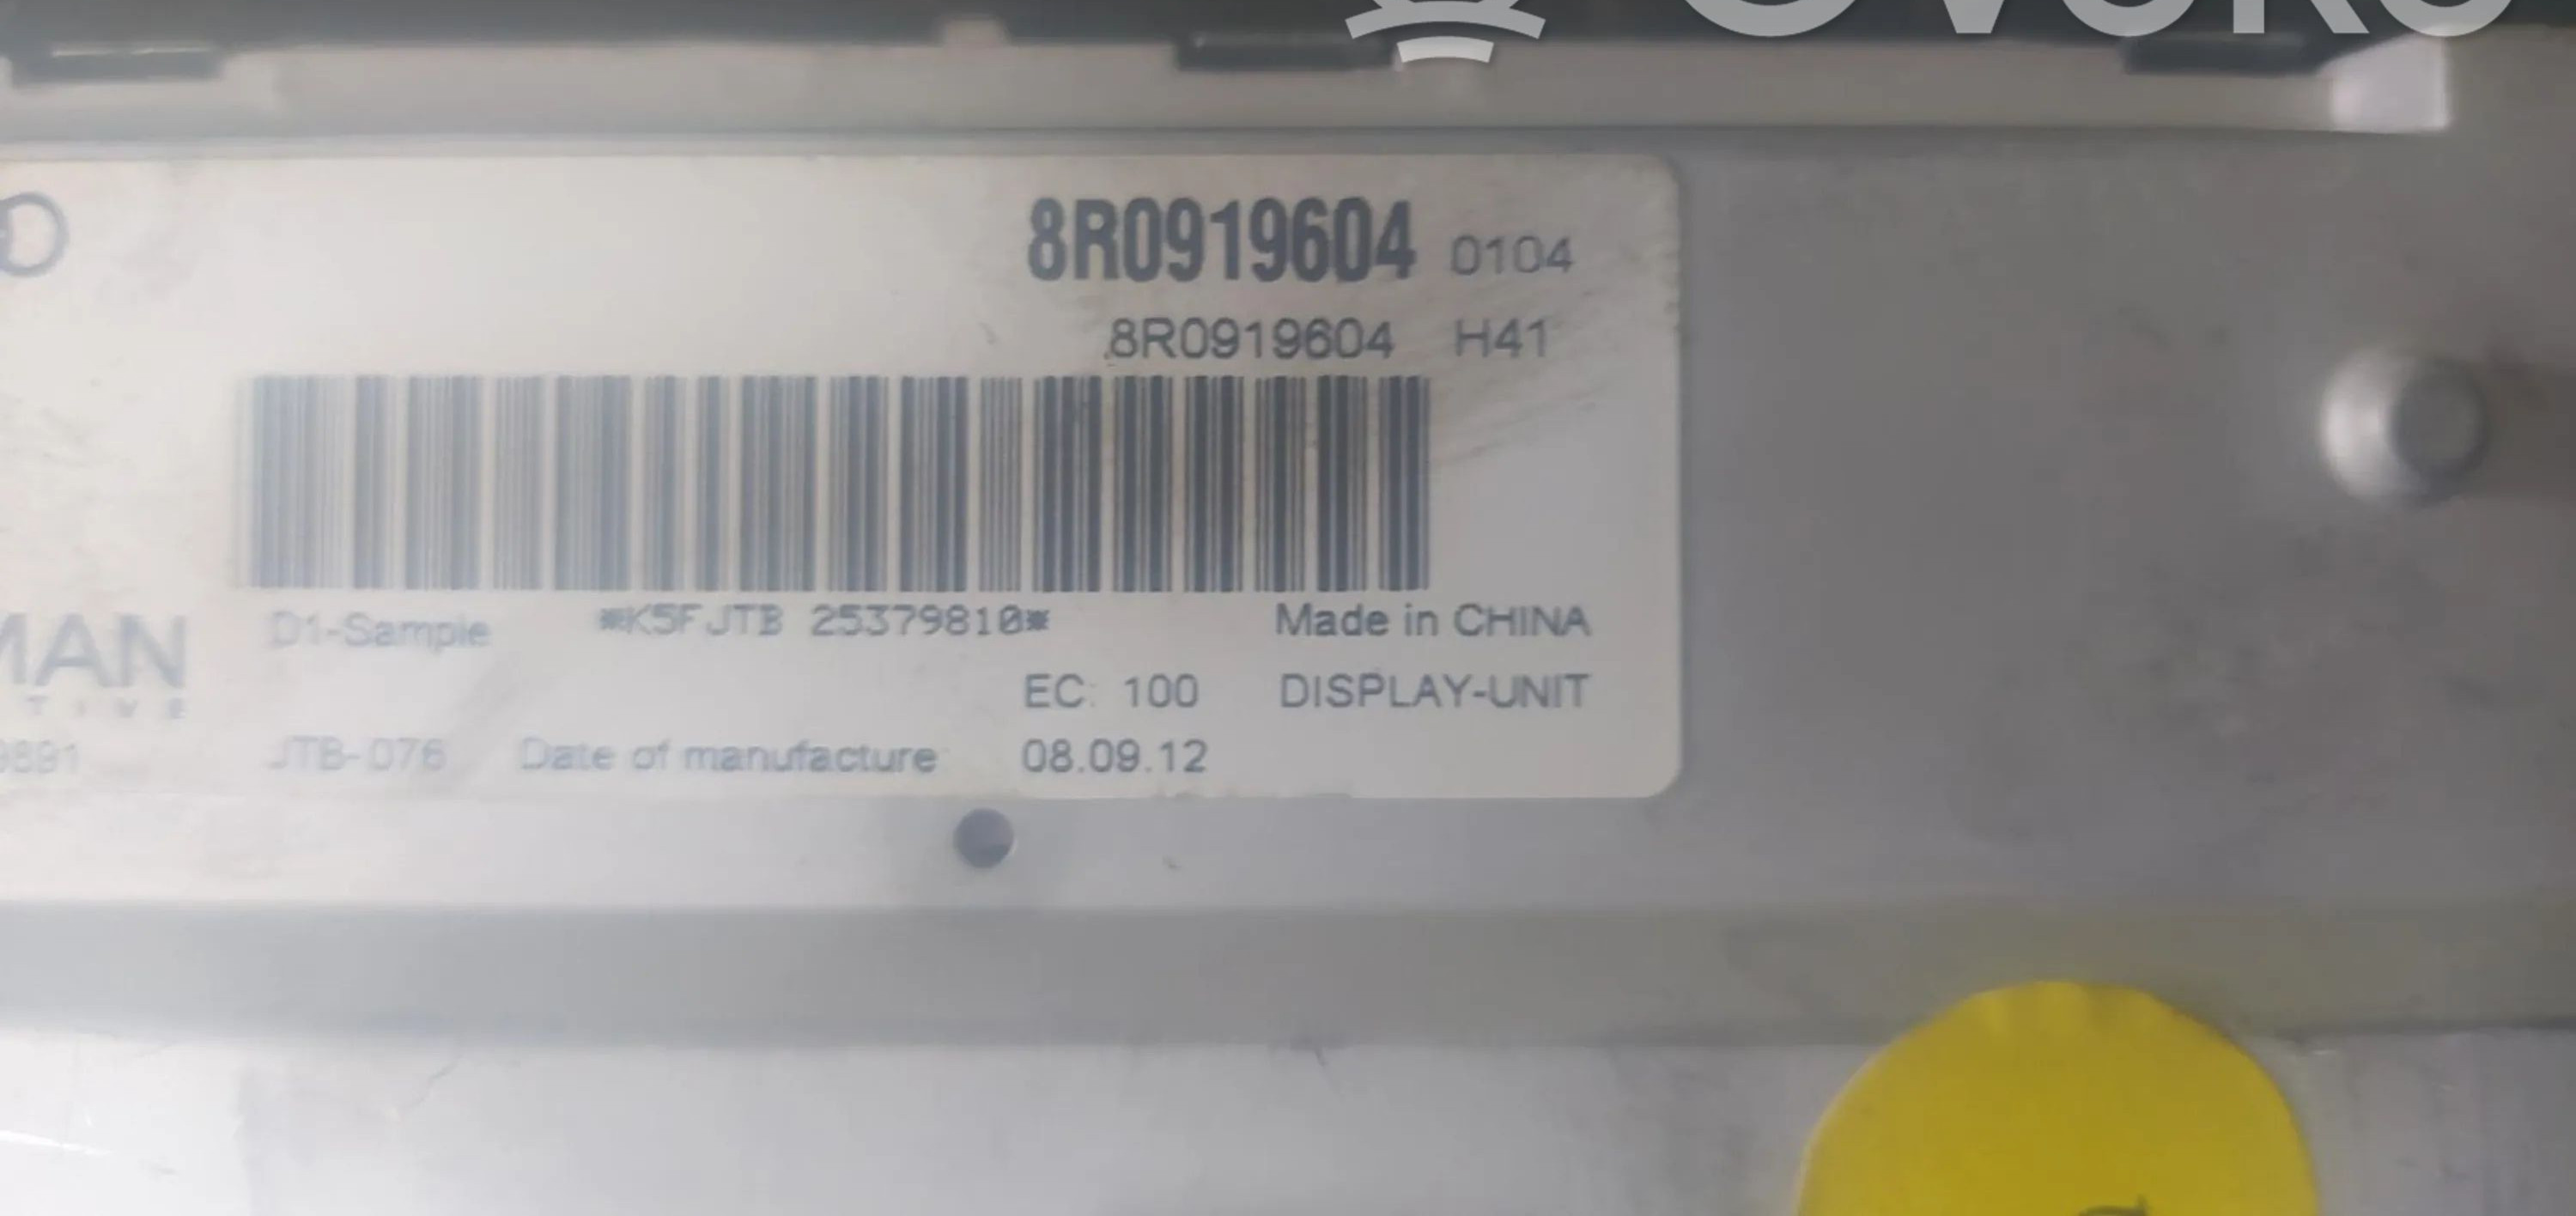 8R0919604 0104
8R0919604 H41
D1-Sample *K5FJTB 25379810* Made in CHINA
MAN
EC: 100 DISPLAY-UNIT
JTB-076 Date of manufacture 08.09.12